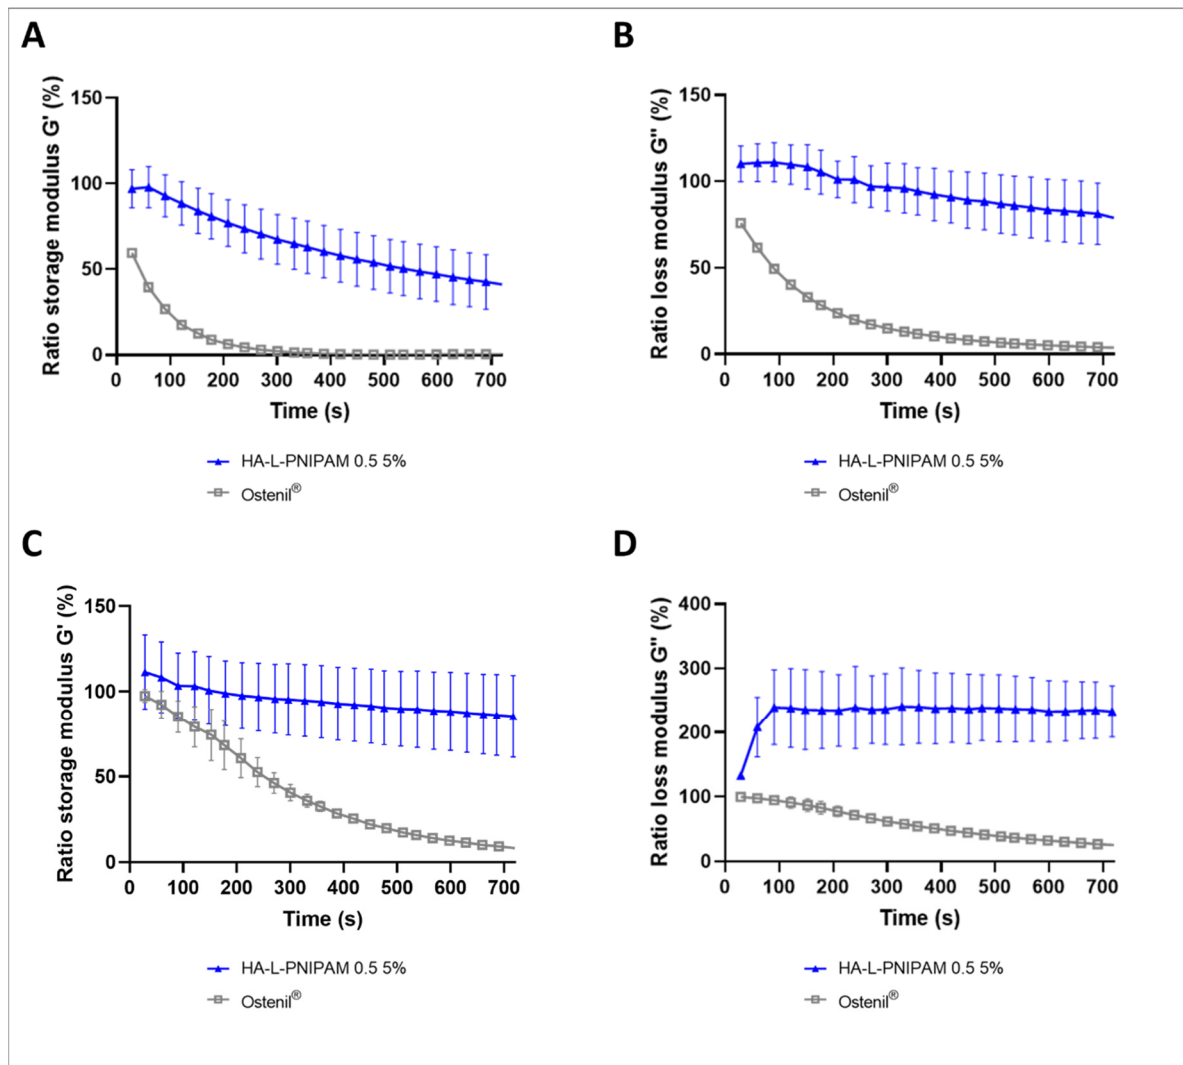 A
Ratio storage modulus G' (%)
150
100
50
0
0 100 200 300 400 500 600 700
Time (s)
HA-L-PNIPAM 0.5 5%
Ostenil®
B
Ratio loss modulus G" (%)
150
100
50
0
0 100 200 300 400 500 600 700
Time (s)
HA-L-PNIPAM 0.5 5%
Ostenil®
C
Ratio storage modulus G' (%)
150
100
50
0
0 100 200 300 400 500 600 700
Time (s)
HA-L-PNIPAM 0.5 5%
Ostenil®
D
Ratio loss modulus G" (%)
400
300
200
100
0
0 100 200 300 400 500 600 700
Time (s)
HA-L-PNIPAM 0.5 5%
Ostenil®